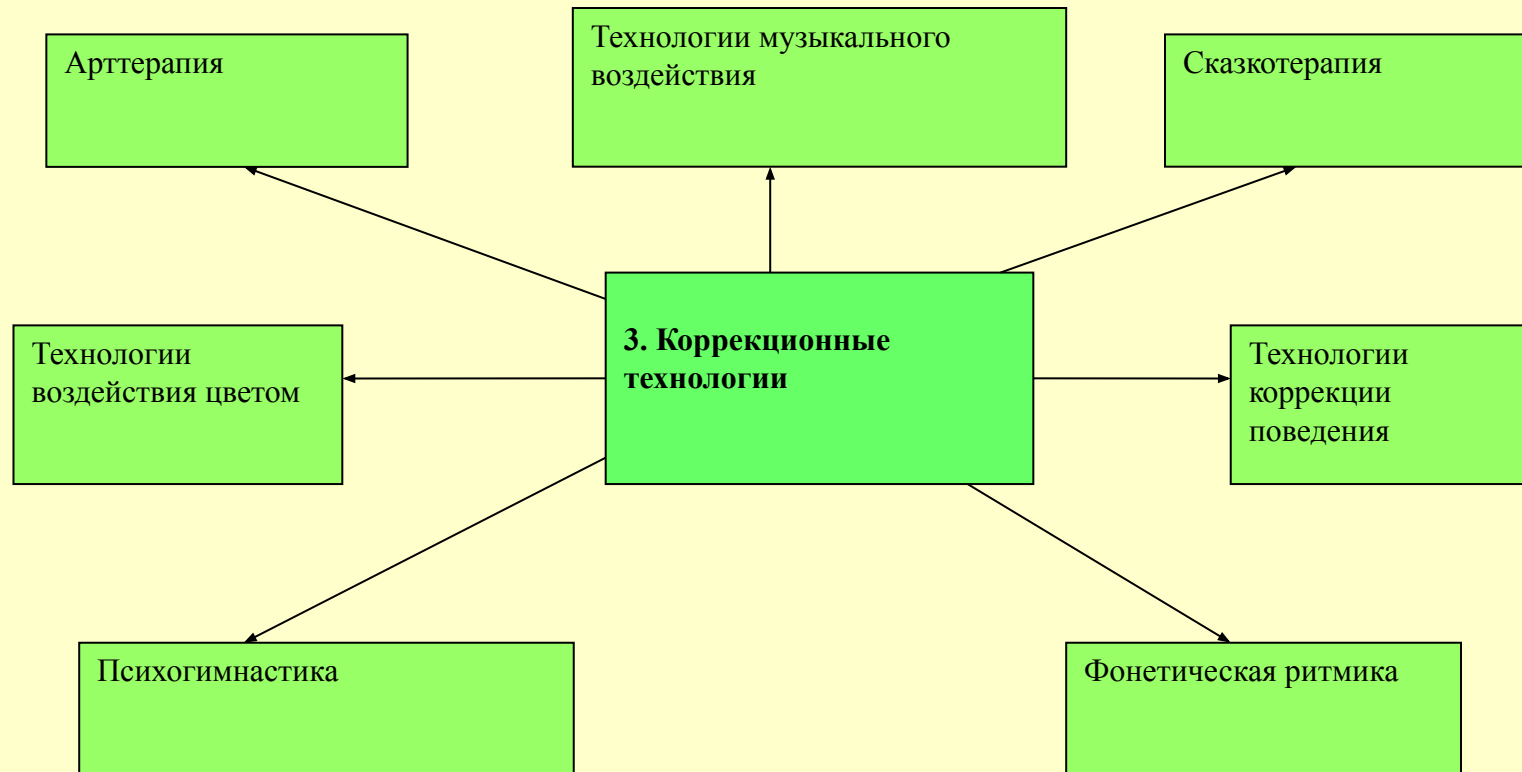 Арттерапия
Технологии музыкального
воздействия
Сказкотерапия
Технологии
воздействия цветом
3. Коррекционные
технологии
Технологии
коррекции
поведения
Психогимнастика
Фонетическая ритмика